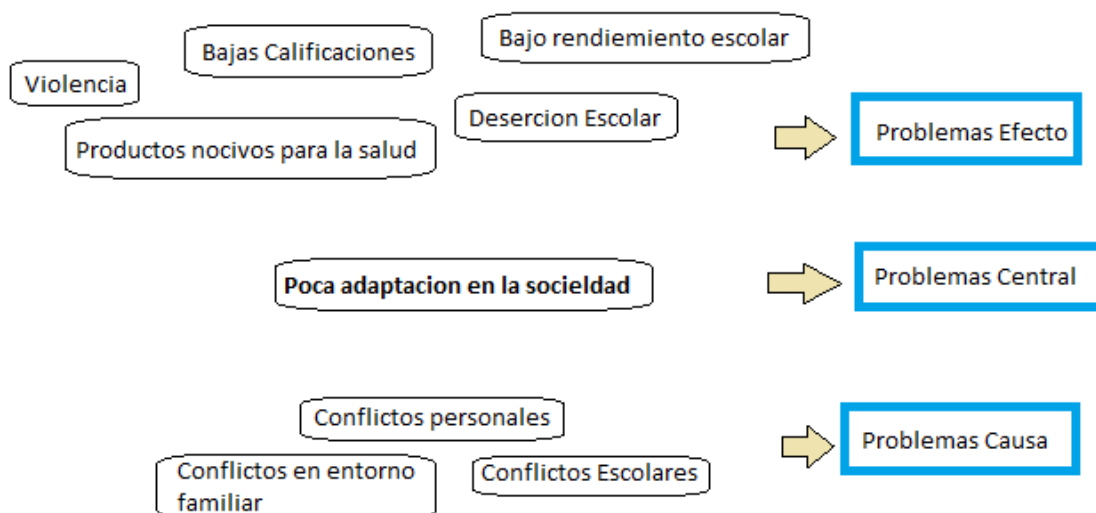 Bajo rendiemiento escolar
Bajas Calificaciones
Violencia
Desercion Escolar
Productos nocivos para la salud
Problemas Efecto
Poca adaptacion en la socieldad
Problemas Central
Conflictos personales
Problemas Causa
Conflictos en entorno
familiar
Conflictos Escolares